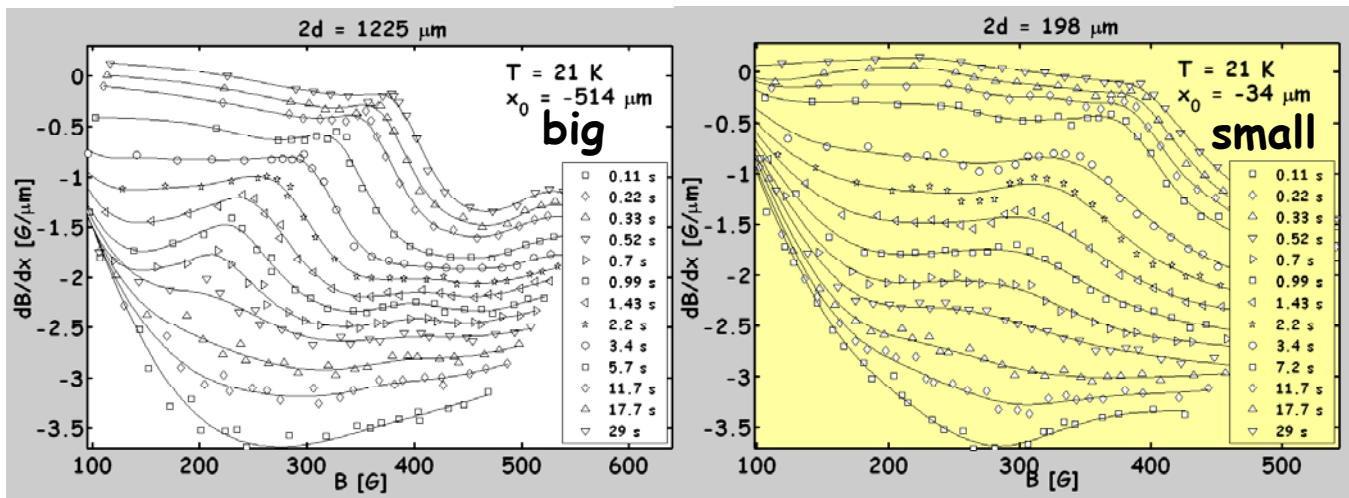 2d = 1225 μm
T = 21 K
x0 = -514 μm
big
0
-0.5
-1
-1.5
-2
-2.5
-3
-3.5
dB/dx [G/μm]
0.11 s
0.22 s
0.33 s
0.52 s
0.7 s
0.99 s
1.43 s
2.2 s
3.4 s
5.7 s
11.7 s
17.7 s
29 s
100 200 300 400 500 600
B [G]
2d = 198 μm
T = 21 K
x0 = -34 μm
small
0
-0.5
-1
-1.5
-2
-2.5
-3
-3.5
dB/dx [G/μm]
0.11 s
0.22 s
0.33 s
0.52 s
0.7 s
0.99 s
1.43 s
2.2 s
3.4 s
7.2 s
11.7 s
17.7 s
29 s
100 200 300 400 500
B [G]